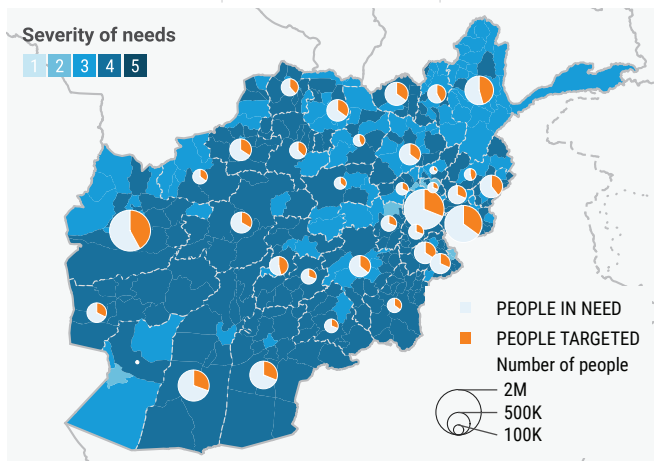 Severity of needs
1 2 3 4 5
PEOPLE IN NEED
PEOPLE TARGETED
Number of people
2M
500K
100K